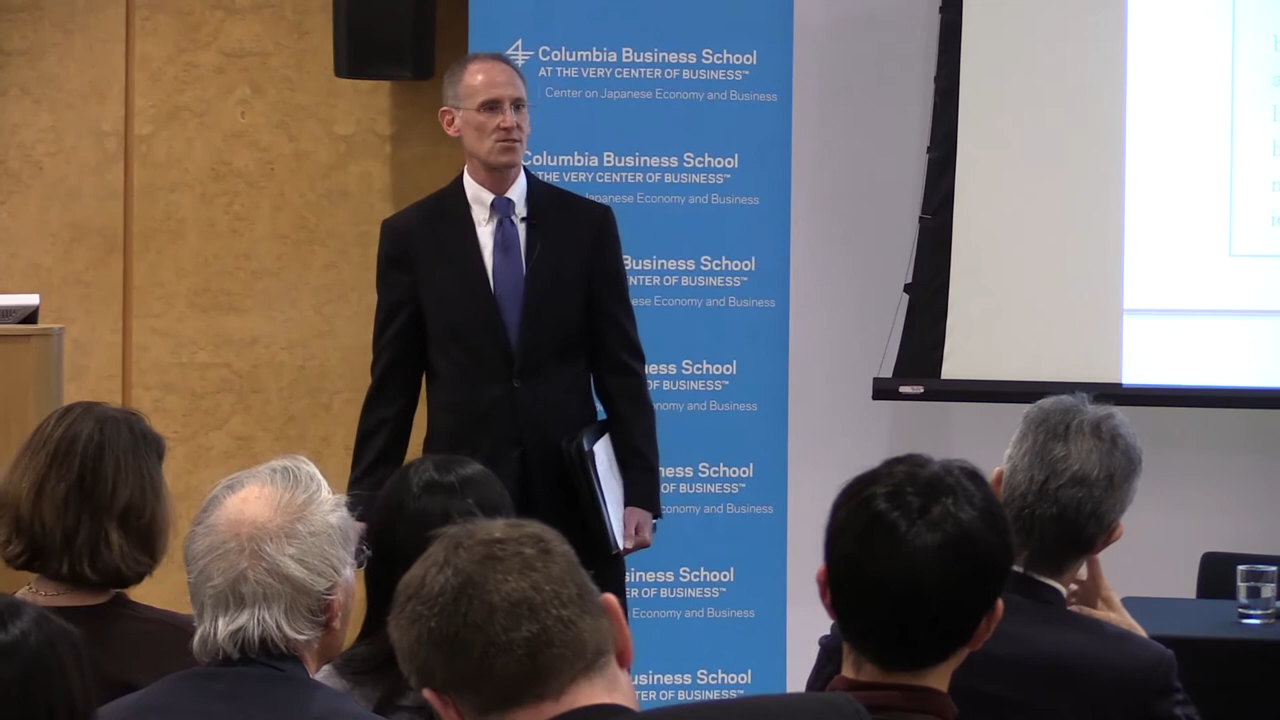 Columbia Business School
AT THE VERY CENTER OF BUSINESS™
Center on Japanese Economy and Business
Columbia Business School
AT THE VERY CENTER OF BUSINESS™
Japanese Economy and Business
Business School
CENTER OF BUSINESS™
ese Economy and Business
ess School
OF BUSINESS™
onomy and Business
ness School
OF BUSINESS™
conomy and Business
siness School
ER OF BUSINESS™
Economy and Business
usiness School
TER OF BUSINESS™